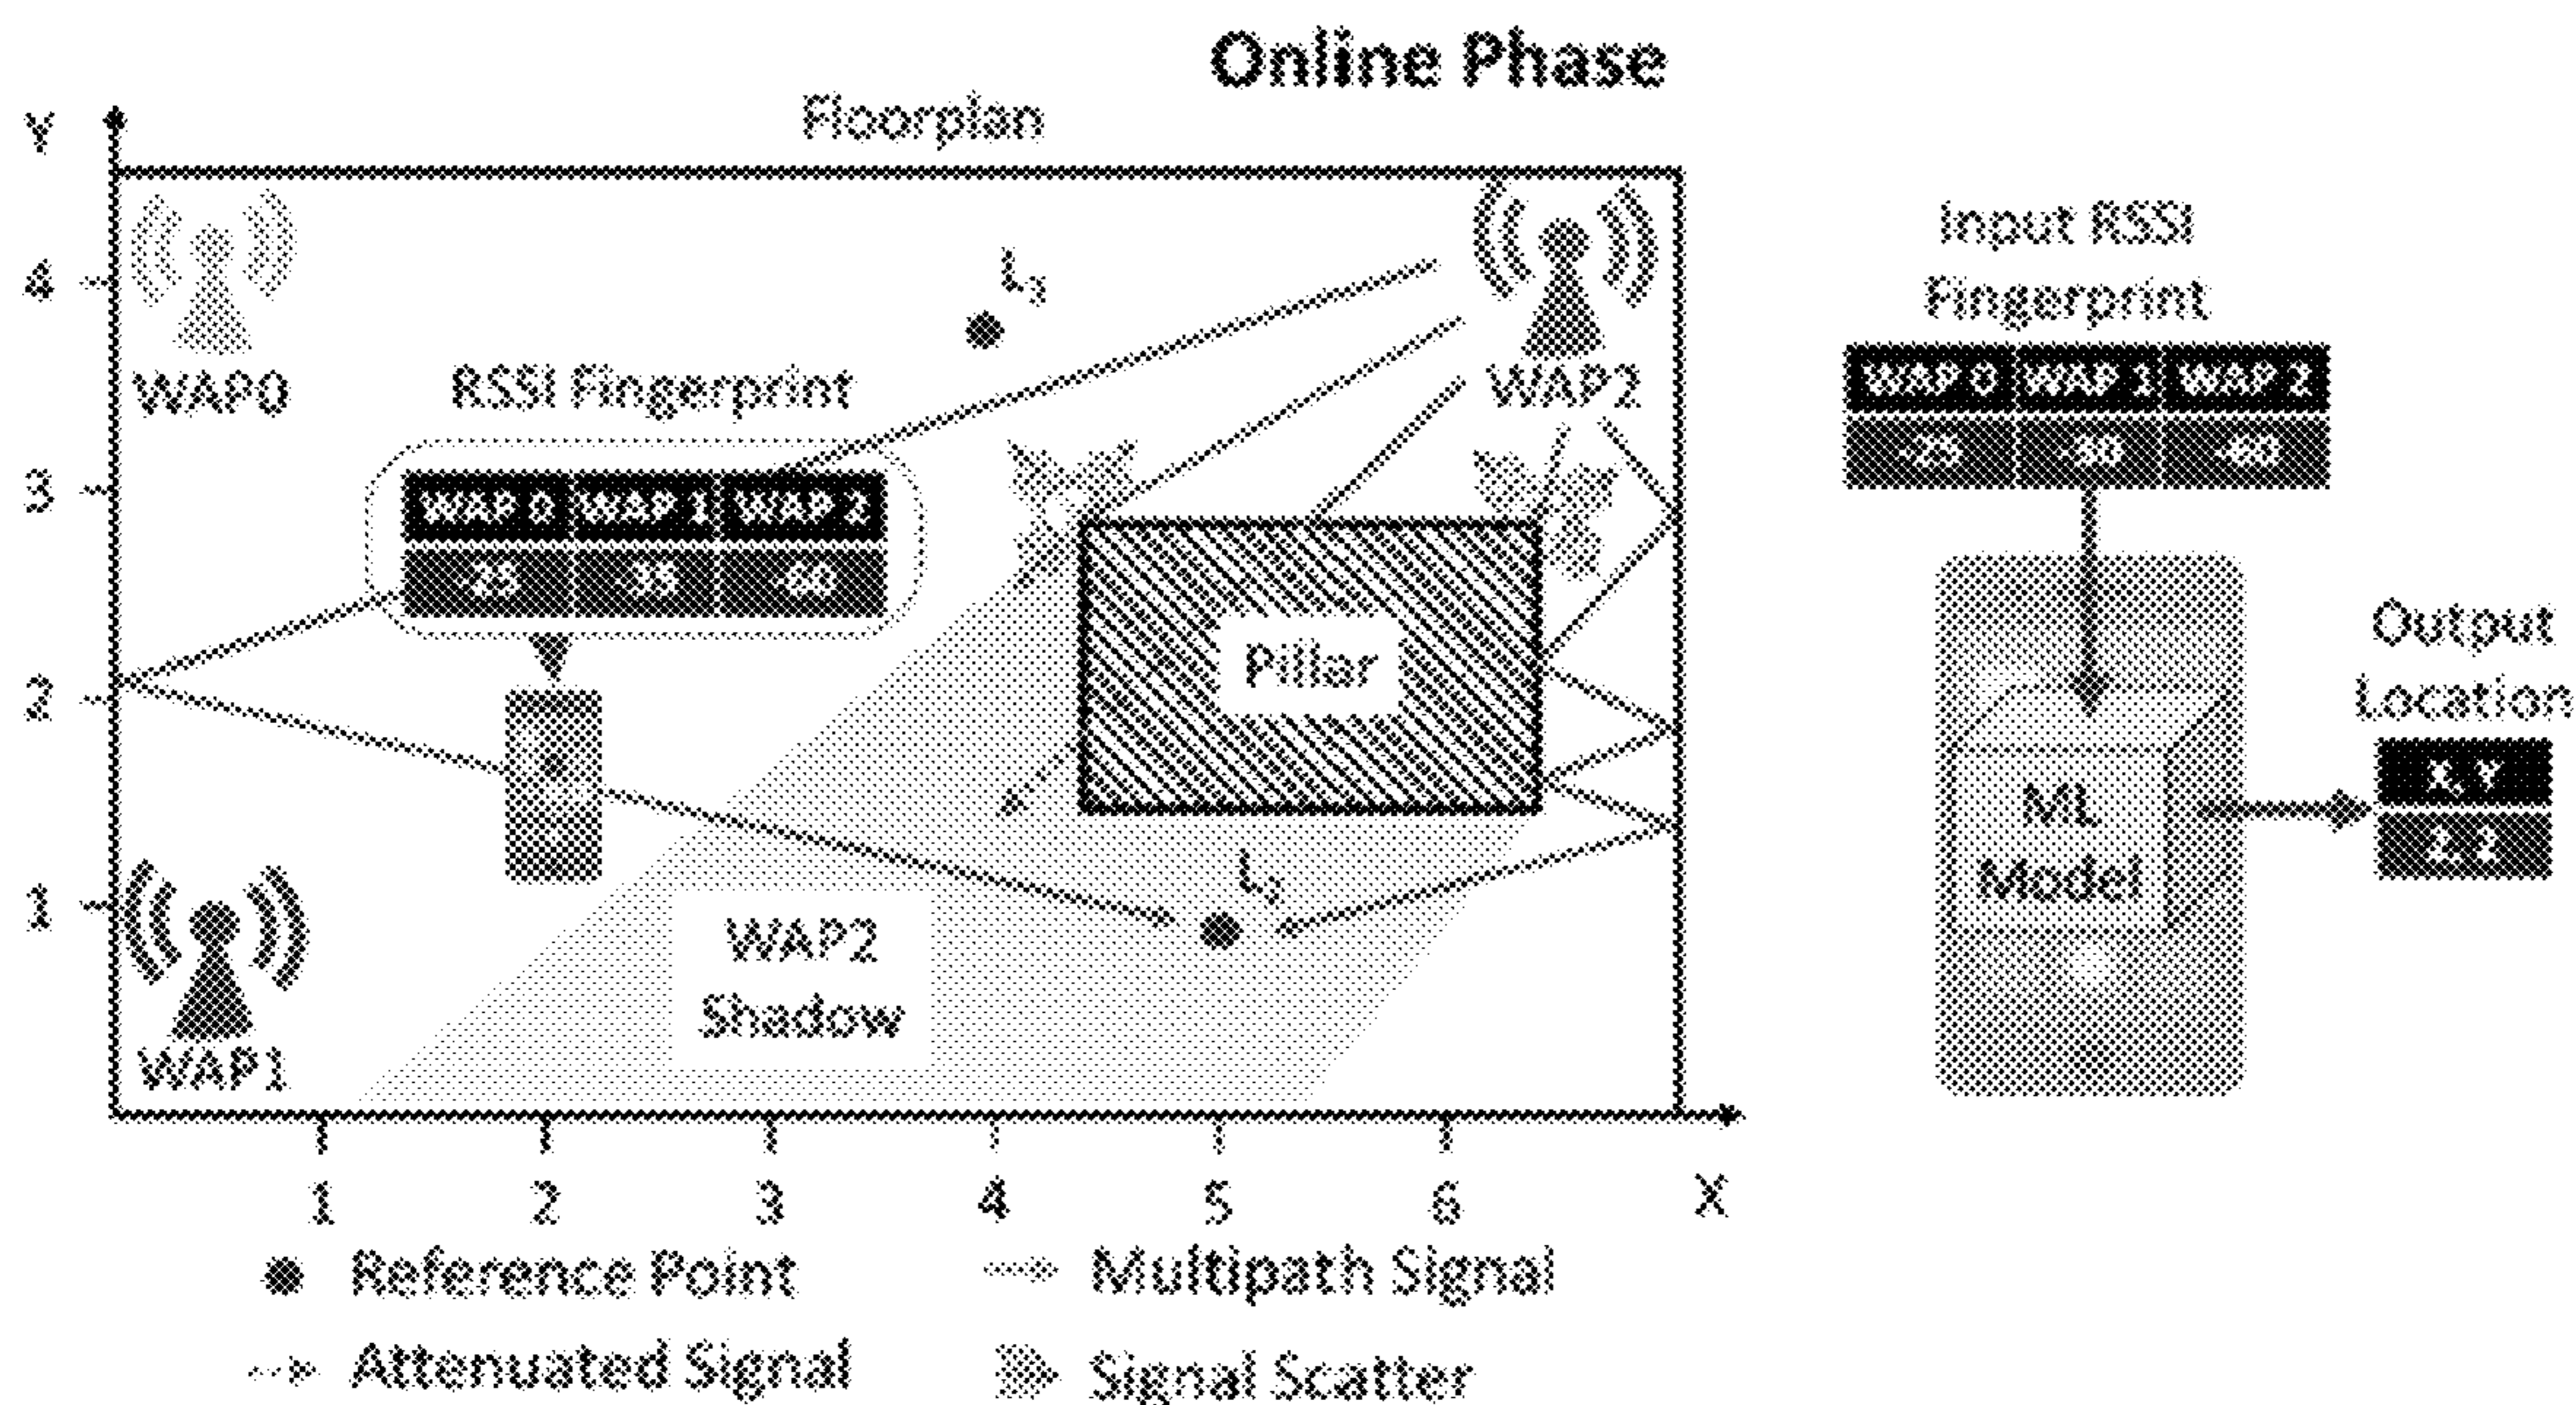 Online Phase
Floorplan
Y
4
3
2
1
WAP0
L3
WAP2
RSSI Fingerprint
WAP 0 WAP 1 WAP 2
Pillar
WAP2
Shadow
WAP1
1 2 3 4 5 6 X
Reference Point
Multipath Signal
Attenuated Signal
Signal Scatter
Input RSSI
Fingerprint
WAP 0 WAP 1 WAP 2
ML
Model
Output
Location
X, Y